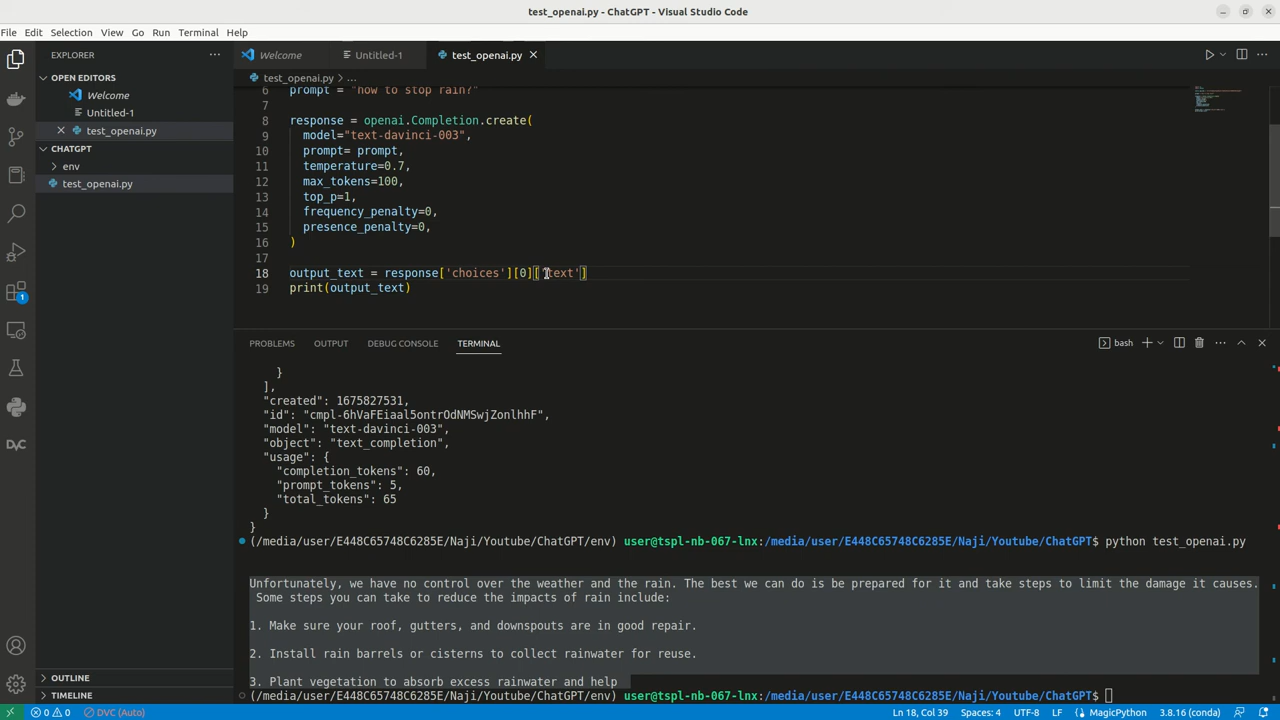 test_openai.py - ChatGPT - Visual Studio Code
File Edit Selection View Go Run Terminal Help
EXPLORER
OPEN EDITORS
Welcome
Untitled-1
test_openai.py
CHATGPT
env
test_openai.py
OUTLINE
TIMELINE
1
DVC
Welcome Untitled-1 test_openai.py
test_openai.py > ...
6 prompt = "how to stop rain?"
7
8 response = openai.Completion.create(
9 model="text-davinci-003",
10 prompt= prompt,
11 temperature=0.7,
12 max_tokens=100,
13 top_p=1,
14 frequency_penalty=0,
15 presence_penalty=0,
16 )
17
18 output_text = response['choices'][0]['text']
19 print(output_text)
PROBLEMS OUTPUT DEBUG CONSOLE TERMINAL bash
}
],
"created": 1675827531,
"id": "cmpl-6hVaFEiaal5ontrOdNMSwjZonlhhF",
"model": "text-davinci-003",
"object": "text_completion",
"usage": {
"completion_tokens": 60,
"prompt_tokens": 5,
"total_tokens": 65
}
}
(/media/user/E448C65748C6285E/Naji/Youtube/ChatGPT/env) user@tspl-nb-067-lnx:/media/user/E448C65748C6285E/Naji/Youtube/ChatGPT$ python test_openai.py
Unfortunately, we have no control over the weather and the rain. The best we can do is be prepared for it and take steps to limit the damage it causes.
Some steps you can take to reduce the impacts of rain include:
1. Make sure your roof, gutters, and downspouts are in good repair.
2. Install rain barrels or cisterns to collect rainwater for reuse.
3. Plant vegetation to absorb excess rainwater and help
(/media/user/E448C65748C6285E/Naji/Youtube/ChatGPT/env) user@tspl-nb-067-lnx:/media/user/E448C65748C6285E/Naji/Youtube/ChatGPT$
0 0 DVC (Auto) Ln 18, Col 39 Spaces: 4 UTF-8 LF MagicPython 3.8.16 (conda)